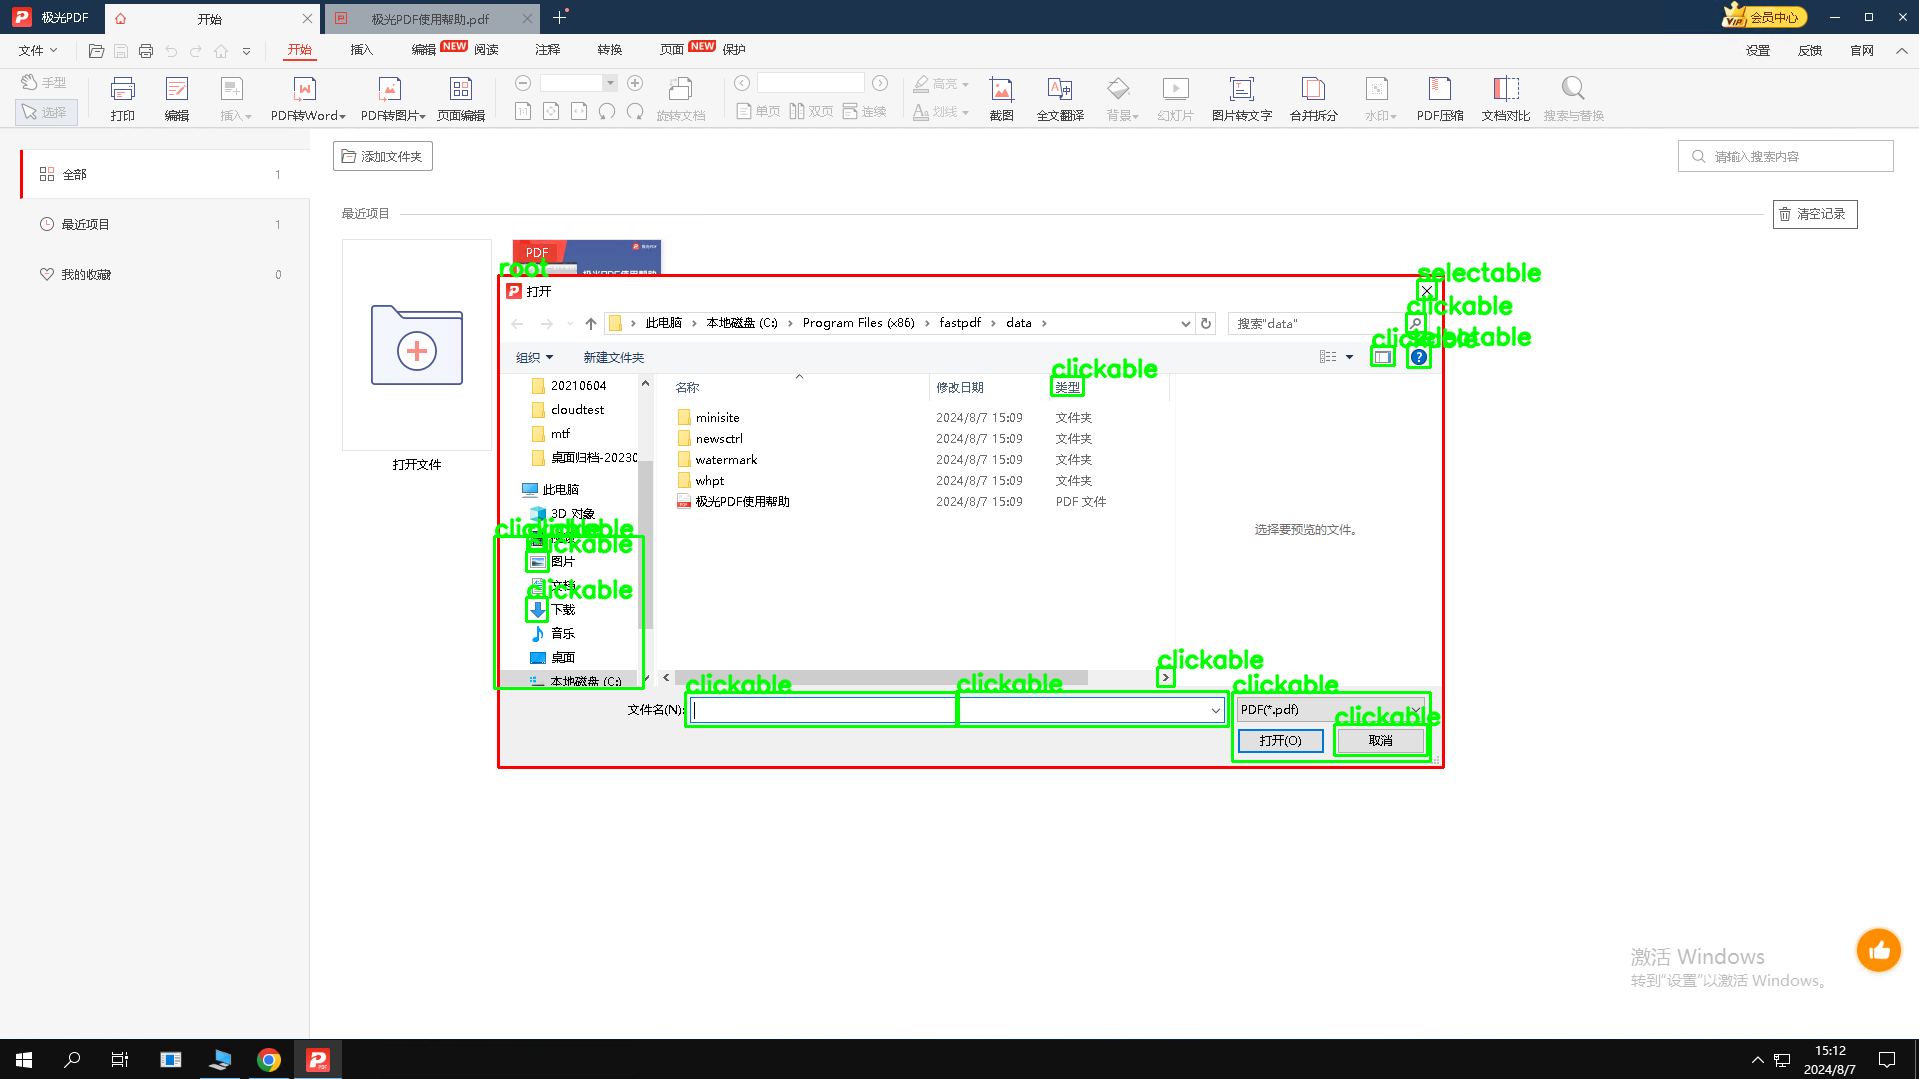 极光PDF
开始
极光PDF使用帮助.pdf
会员中心
文件
开始
插入
编辑
NEW
阅读
注释
转换
页面
NEW
保护
设置
反馈
官网
手型
选择
打印
编辑
插入
PDF转Word
PDF转图片
页面编辑
旋转文档
单页
双页
连续
高亮
划线
截图
全文翻译
背景
幻灯片
图片转文字
合并拆分
水印
PDF压缩
文档对比
搜索与替换
全部 1
最近项目 1
我的收藏 0
添加文件夹
请输入搜索内容
最近项目
清空记录
打开文件
PDF
root
打开
selectable
clickable
此电脑
本地磁盘 (C:)
Program Files (x86)
fastpdf
data
搜索"data"
selectable
组织
新建文件夹
clickable
20210604
cloudtest
mtf
桌面归档-20230
此电脑
3D 对象
图片
下载
音乐
桌面
本地磁盘 (C:)
名称 修改日期 类型
minisite 2024/8/7 15:09 文件夹
newsctrl 2024/8/7 15:09 文件夹
watermark 2024/8/7 15:09 文件夹
whpt 2024/8/7 15:09 文件夹
极光PDF使用帮助 2024/8/7 15:09 PDF 文件
选择要预览的文件。
clickable
clickable
clickable
clickable
clickable
clickable
文件名(N):
PDF(*.pdf)
clickable
打开(O)
取消
激活 Windows
转到"设置"以激活 Windows。
15:12
2024/8/7